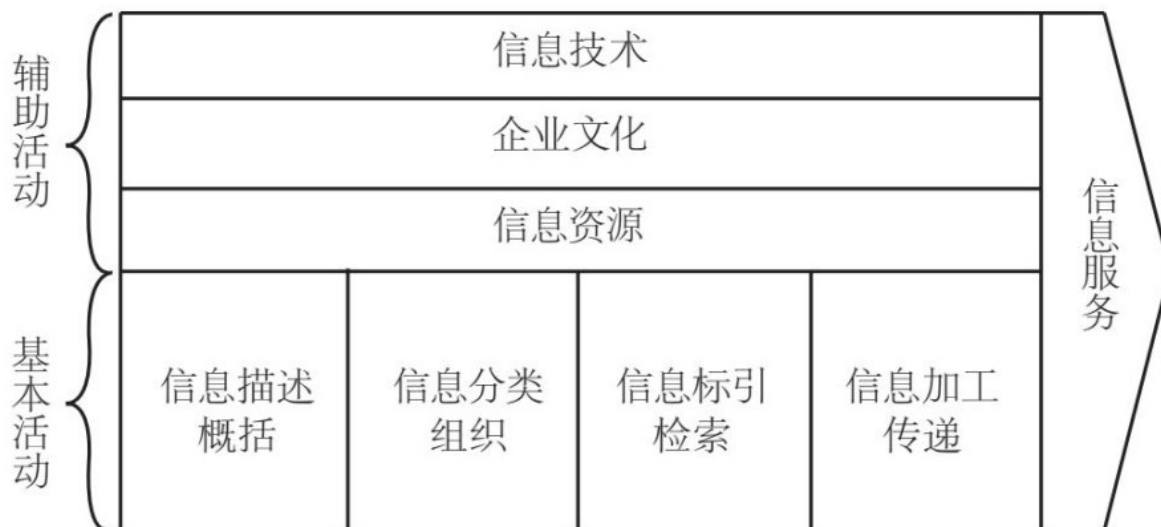 辅助活动
信息技术
企业文化
信息资源
信息服务
基本活动
信息描述
概括
信息分类
组织
信息标引
检索
信息加工
传递